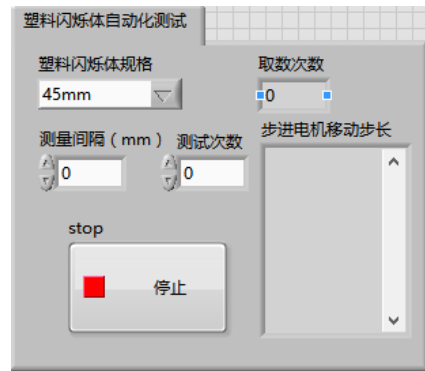 塑料闪烁体自动化测试
塑料闪烁体规格
取数次数
45mm
0
测量间隔（mm）
测试次数
步进电机移动步长
0
0
stop
停止